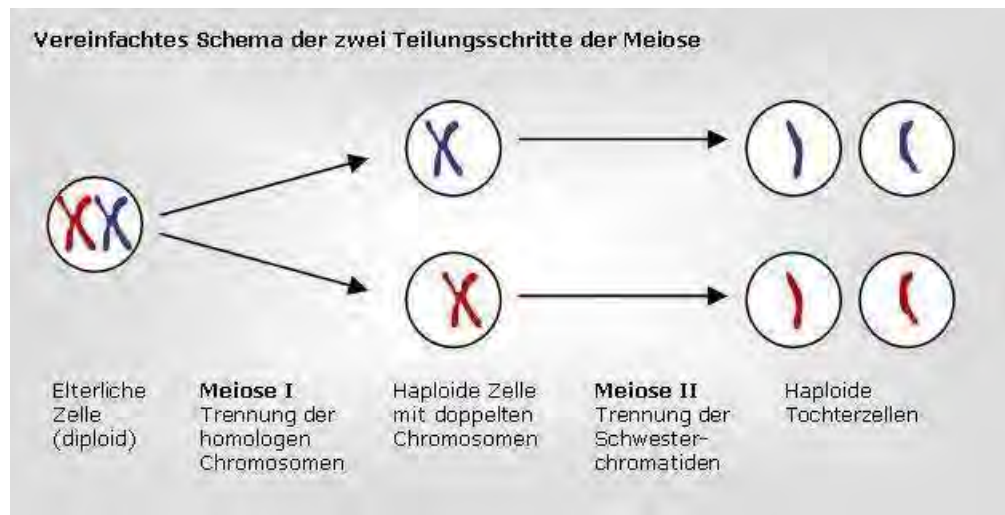 Vereinfachtes Schema der zwei Teilungsschritte der Meiose
Elterliche
Zelle
(diploid)
Meiose I
Trennung der
homologen
Chromosomen
Haploide Zelle
mit doppelten
Chromosomen
Meiose II
Trennung der
Schwester-
chromatiden
Haploide
Tochterzellen